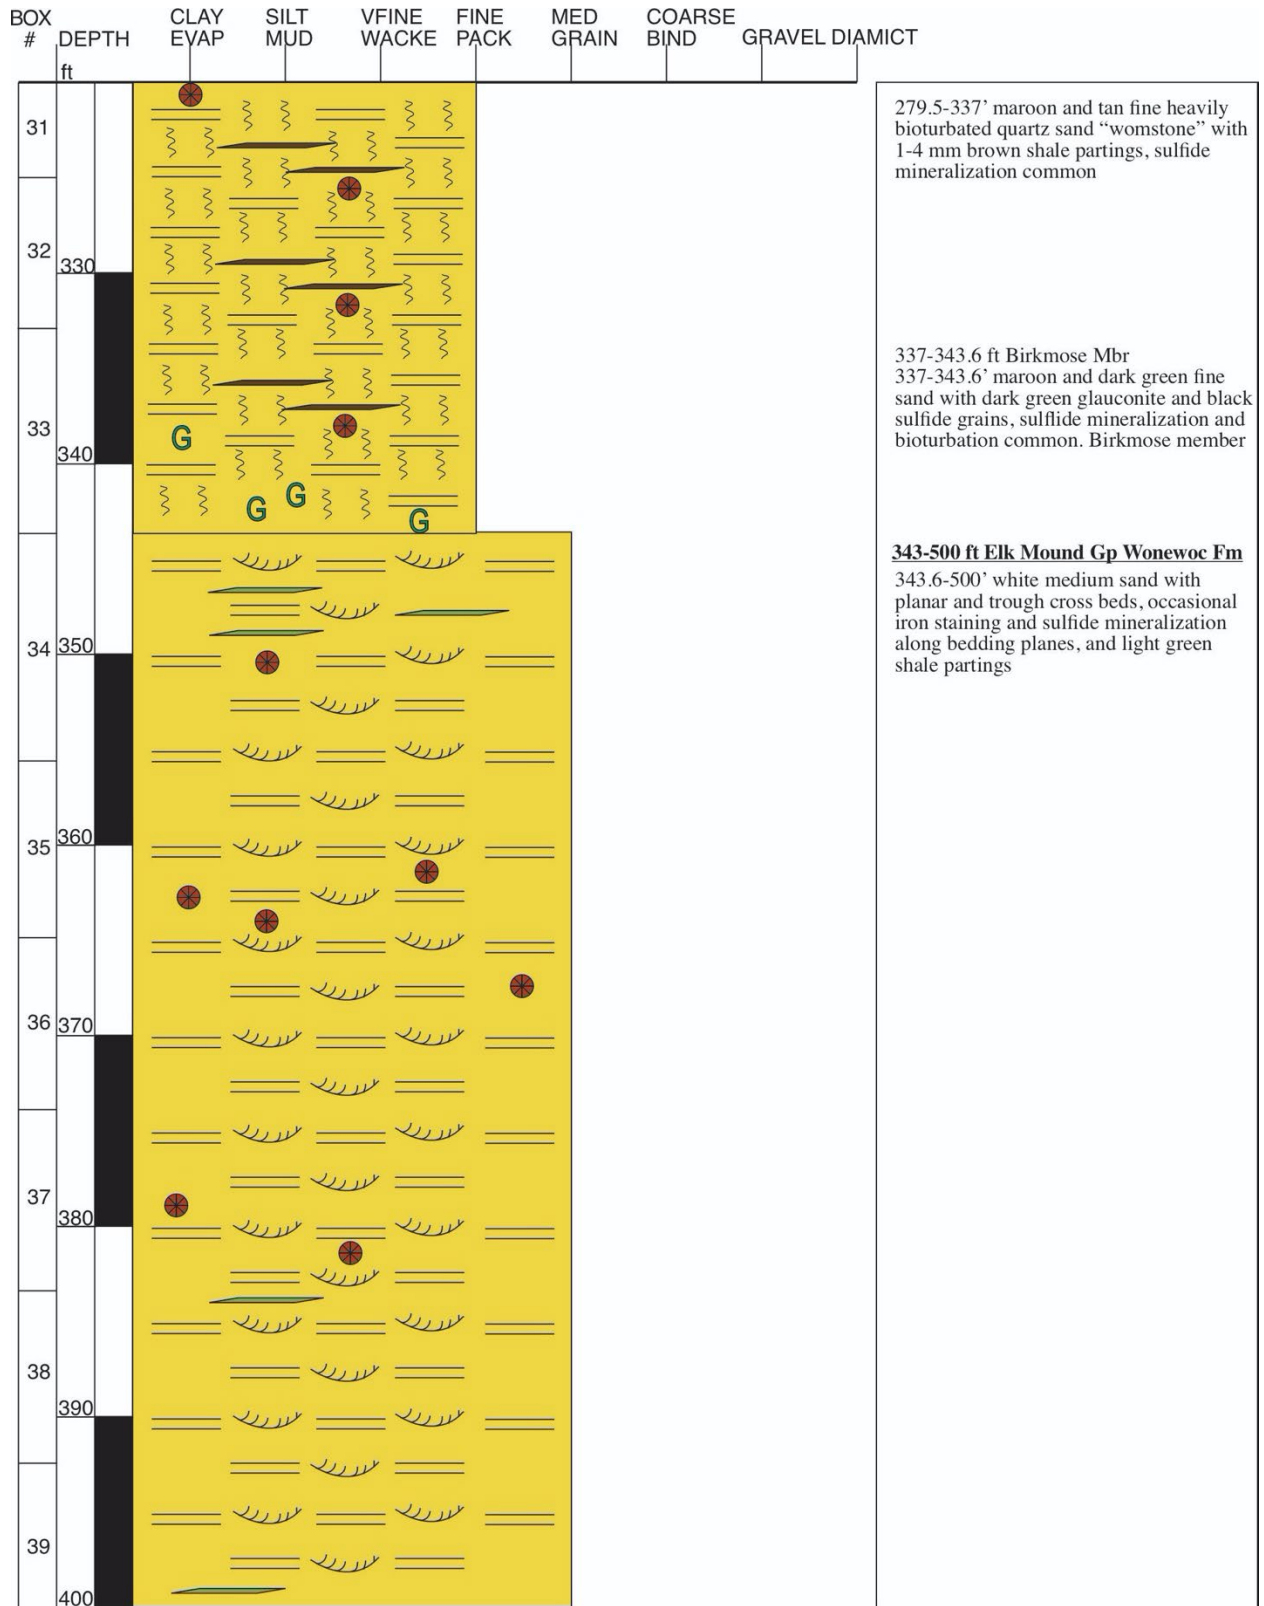 BOX CLAY SILT VFINE FINE MED COARSE
# DEPTH EVAP MUD WACKE PACK GRAIN BIND GRAVEL DIAMICT
ft
31
279.5-337’ maroon and tan fine heavily
bioturbated quartz sand “womstone” with
1-4 mm brown shale partings, sulfide
mineralization common
32
330
337-343.6 ft Birkmose Mbr
337-343.6’ maroon and dark green fine
sand with dark green glauconite and black
sulfide grains, sulflide mineralization and
bioturbation common. Birkmose member
33
G
340
G G
G
343-500 ft Elk Mound Gp Wonewoc Fm
343.6-500’ white medium sand with
planar and trough cross beds, occasional
iron staining and sulfide mineralization
along bedding planes, and light green
shale partings
34
350
35
360
36
370
37
380
38
390
39
400